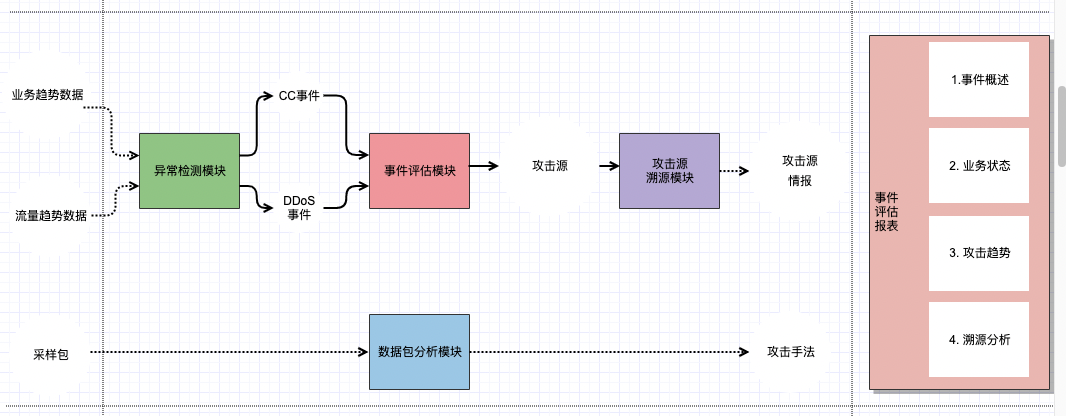 业务趋势数据
流量趋势数据
异常检测模块
CC事件
DDoS
事件
事件评估模块
攻击源
攻击源
溯源模块
攻击源
情报
采样包
数据包分析模块
攻击手法
事件
评估
报表
1.事件概述
2. 业务状态
3. 攻击趋势
4. 溯源分析